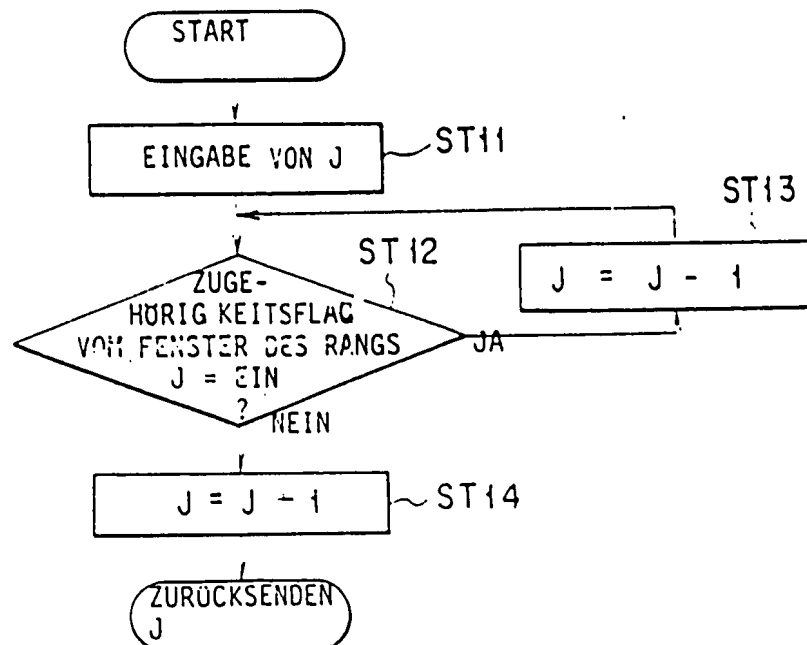 START
EINGABE VON J
ST11
ST13
J = J - 1
ST12
ZUGE-
HÖRIG KEITSFLAG
VOM FENSTER DES RANGS
J = EIN
?
JA
NEIN
J = J - 1
ST14
ZURÜCKSENDEN
J